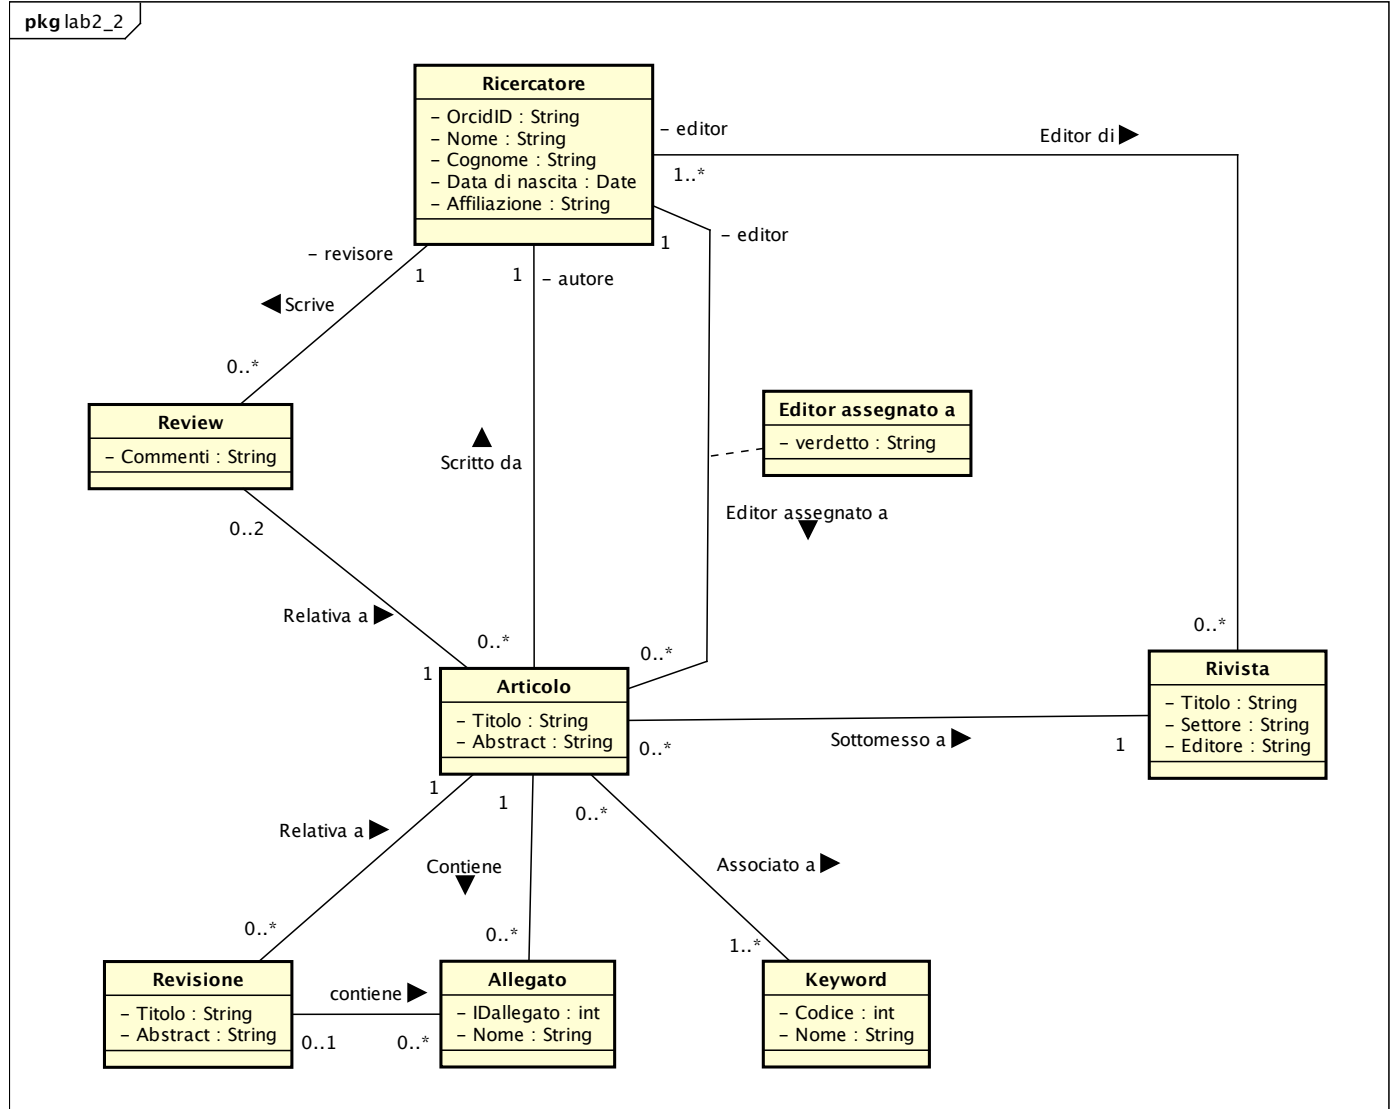 pkg lab2_2
Ricercatore
– OrcidID : String
– Nome : String
– Cognome : String
– Data di nascita : Date
– Affiliazione : String
– editor
1..*
Editor di
1
– editor
– revisore
1
1
– autore
Scrive
0..*
Review
– Commenti : String
0..2
Editor assegnato a
– verdetto : String
Scritto da
Editor assegnato a
Relativa a
0..*
0..*
0..*
1
Articolo
– Titolo : String
– Abstract : String
Rivista
– Titolo : String
– Settore : String
– Editore : String
0..*
Sottomesso a
1
1
1
0..*
Relativa a
Contiene
Associato a
0..*
0..*
1..*
Revisione
– Titolo : String
– Abstract : String
contiene
0..1
0..*
Allegato
– IDallegato : int
– Nome : String
Keyword
– Codice : int
– Nome : String